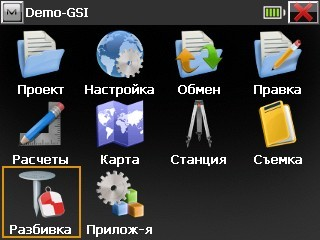 M Demo-GSI
Проект Настройка Обмен Правка
Расчеты Карта Станция Съемка
Разбивка Прилож-я